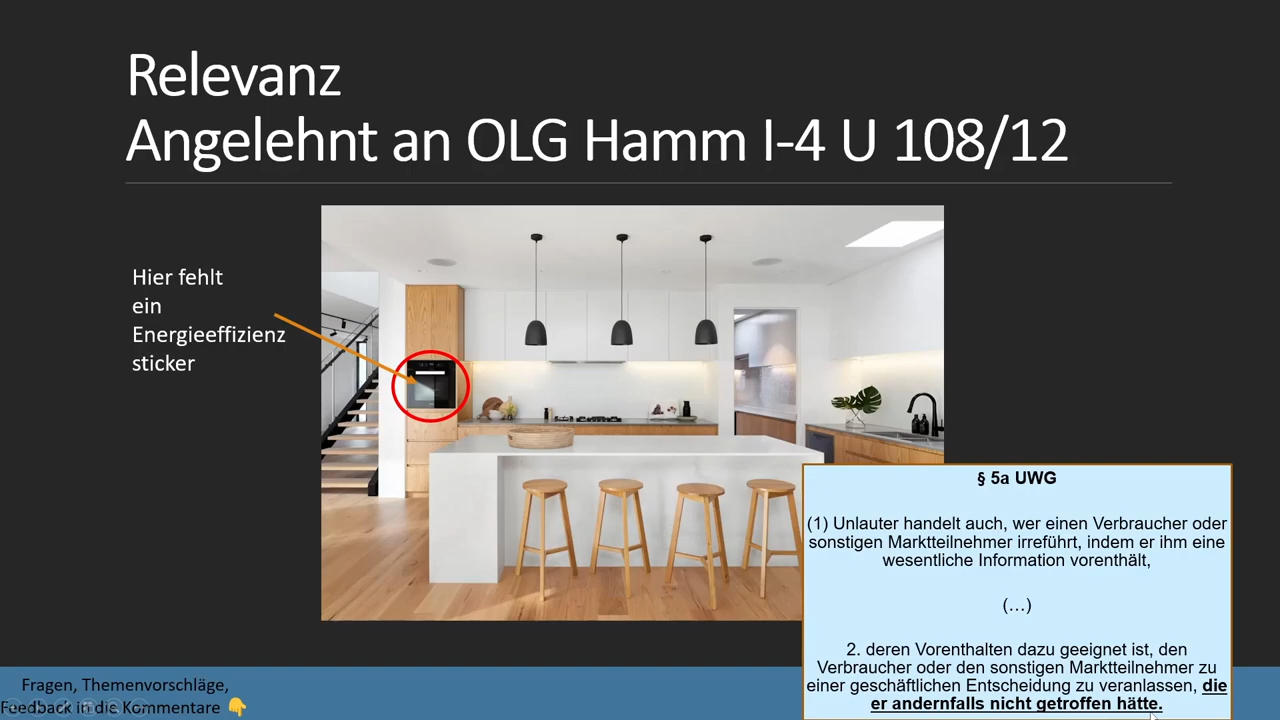 Relevanz
Angelehnt an OLG Hamm I-4 U 108/12
Hier fehlt
ein
Energieeffizienz
sticker
§ 5a UWG
(1) Unlauter handelt auch, wer einen Verbraucher oder
sonstigen Marktteilnehmer irreführt, indem er ihm eine
wesentliche Information vorenthält,
(…)
2. deren Vorenthalten dazu geeignet ist, den
Verbraucher oder den sonstigen Marktteilnehmer zu
einer geschäftlichen Entscheidung zu veranlassen, die
er andernfalls nicht getroffen hätte.
Fragen, Themenvorschläge,
Feedback in die Kommentare 👇